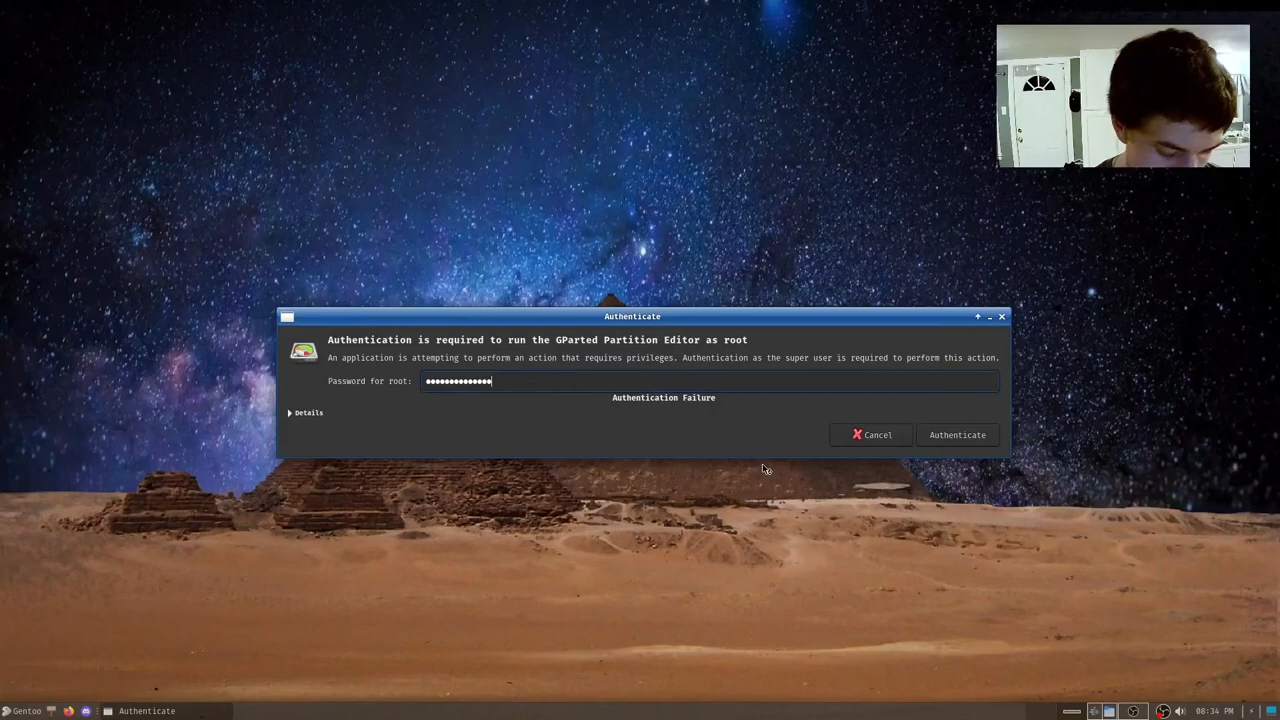 Authenticate
Authentication is required to run the GParted Partition Editor as root
An application is attempting to perform an action that requires privileges. Authentication as the super user is required to perform this action.
Password for root: ••••••••••••••
Authentication Failure
Details
Cancel
Authenticate
Gentoo
Authenticate
08:34 PM